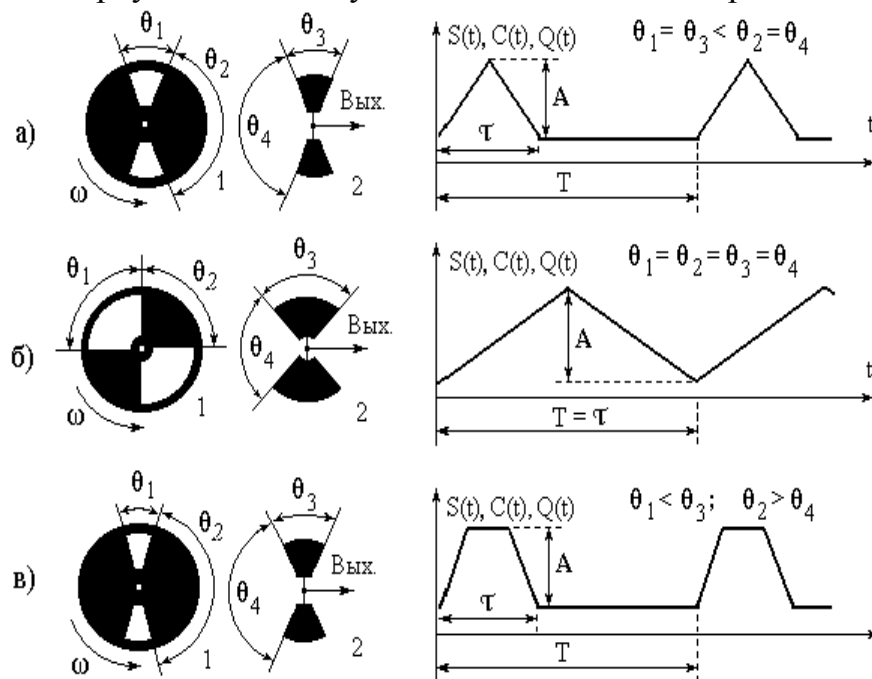 а)
θ1
θ2
ω
1
θ3
θ4
Вых.
2
S(t), C(t), Q(t)
θ1 = θ3 < θ2 = θ4
A
τ
T
t
б)
θ1
θ2
ω
1
θ3
θ4
Вых.
2
S(t), C(t), Q(t)
θ1 = θ2 = θ3 = θ4
A
T = τ
t
в)
θ1
θ2
ω
1
θ3
θ4
Вых.
2
S(t), C(t), Q(t)
θ1 < θ3; θ2 > θ4
A
τ
T
t